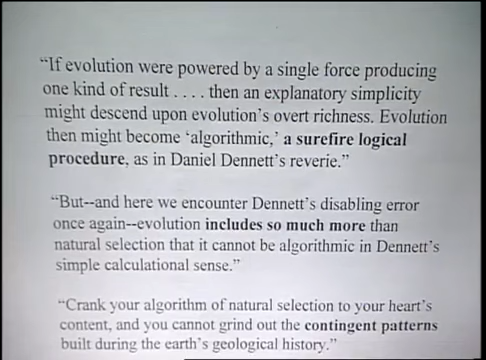 “If evolution were powered by a single force producing
one kind of result . . . . then an explanatory simplicity
might descend upon evolution’s overt richness. Evolution
then might become ‘algorithmic,’ a surefire logical
procedure, as in Daniel Dennett’s reverie.”
“But--and here we encounter Dennett’s disabling error
once again--evolution includes so much more than
natural selection that it cannot be algorithmic in Dennett’s
simple calculational sense.”
“Crank your algorithm of natural selection to your heart’s
content, and you cannot grind out the contingent patterns
built during the earth’s geological history.”